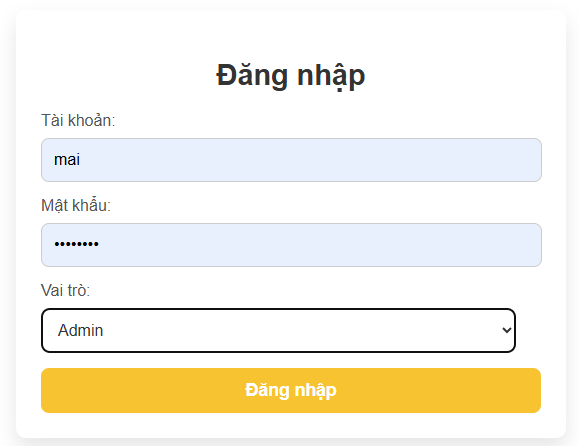 Đăng nhập
Tài khoản:
mai
Mật khẩu:
••••••••
Vai trò:
Admin
Đăng nhập